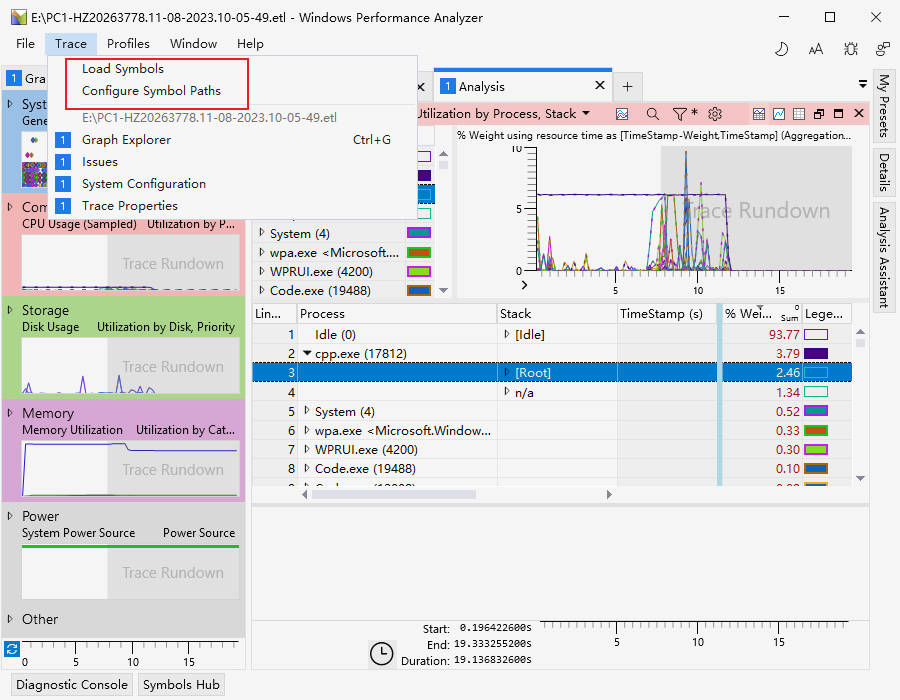 E:\PC1-HZ20263778.11-08-2023.10-05-49.etl - Windows Performance Analyzer
File Trace Profiles Window Help
Load Symbols
Configure Symbol Paths
E:\PC1-HZ20263778.11-08-2023.10-05-49.etl
1 Graph Explorer Ctrl+G
1 Issues
1 System Configuration
1 Trace Properties
1 Gra
Syst
Gene
Com
CPU Usage (Sampled) Utilization by P...
Trace Rundown
Storage
Disk Usage Utilization by Disk, Priority
Trace Rundown
Memory
Memory Utilization Utilization by Cat...
Trace Rundown
Power
System Power Source Power Source
Trace Rundown
Other
0 5 10 15
1 Analysis
Utilization by Process, Stack
System (4)
wpa.exe <Microsoft....
WPRUI.exe (4200)
Code.exe (19488)
% Weight using resource time as [TimeStamp-Weight,TimeStamp] (Aggregation...
10
5
0
Trace Rundown
5 10 15
Lin... Process Stack TimeStamp (s) % Wei... Sum 0 Lege...
1 Idle (0) [Idle] 93.77
2 cpp.exe (17812) 3.79
3 [Root] 2.46
4 n/a 1.34
5 System (4) 0.52
6 wpa.exe <Microsoft.Window... 0.33
7 WPRUI.exe (4200) 0.30
8 Code.exe (19488) 0.10
Start: 0.196422600s
End: 19.333255200s
Duration: 19.136832600s
5 10 15
My Presets
Details
Analysis Assistant
Diagnostic Console Symbols Hub